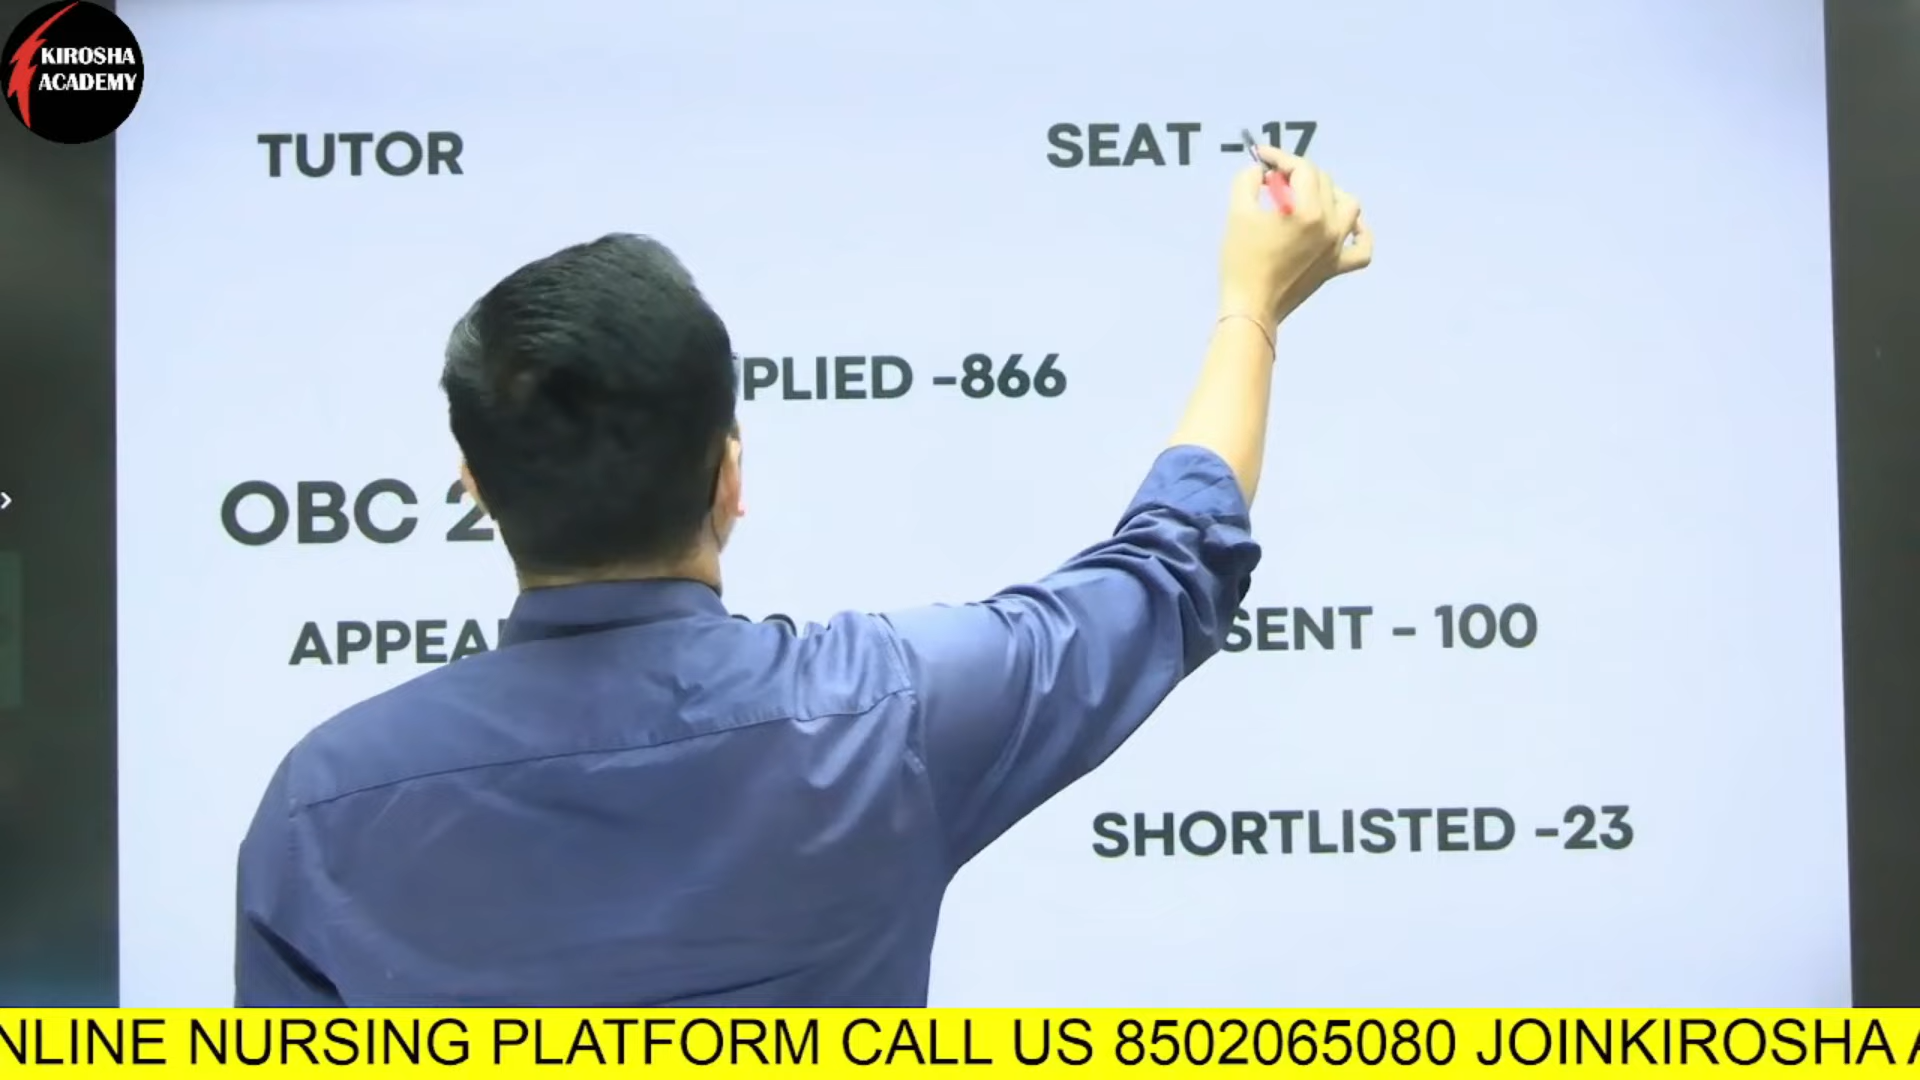 KIROSHA
ACADEMY
TUTOR
SEAT - 17
PLIED -866
OBC 2
APPEA
SENT - 100
SHORTLISTED -23
NLINE NURSING PLATFORM CALL US 8502065080 JOINKIROSHA A